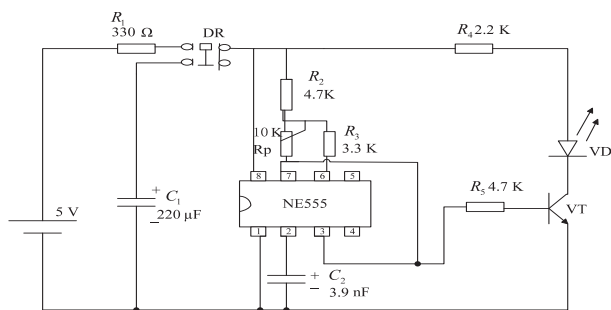 R1
330 Ω
DR
R4 2.2 K
R2
4.7K
10 K
Rp
R3
3.3 K
VD
8
7
6
5
+
C1
220 μF
−
5 V
NE555
R5 4.7 K
VT
1
2
3
4
+
C2
−
3.9 nF